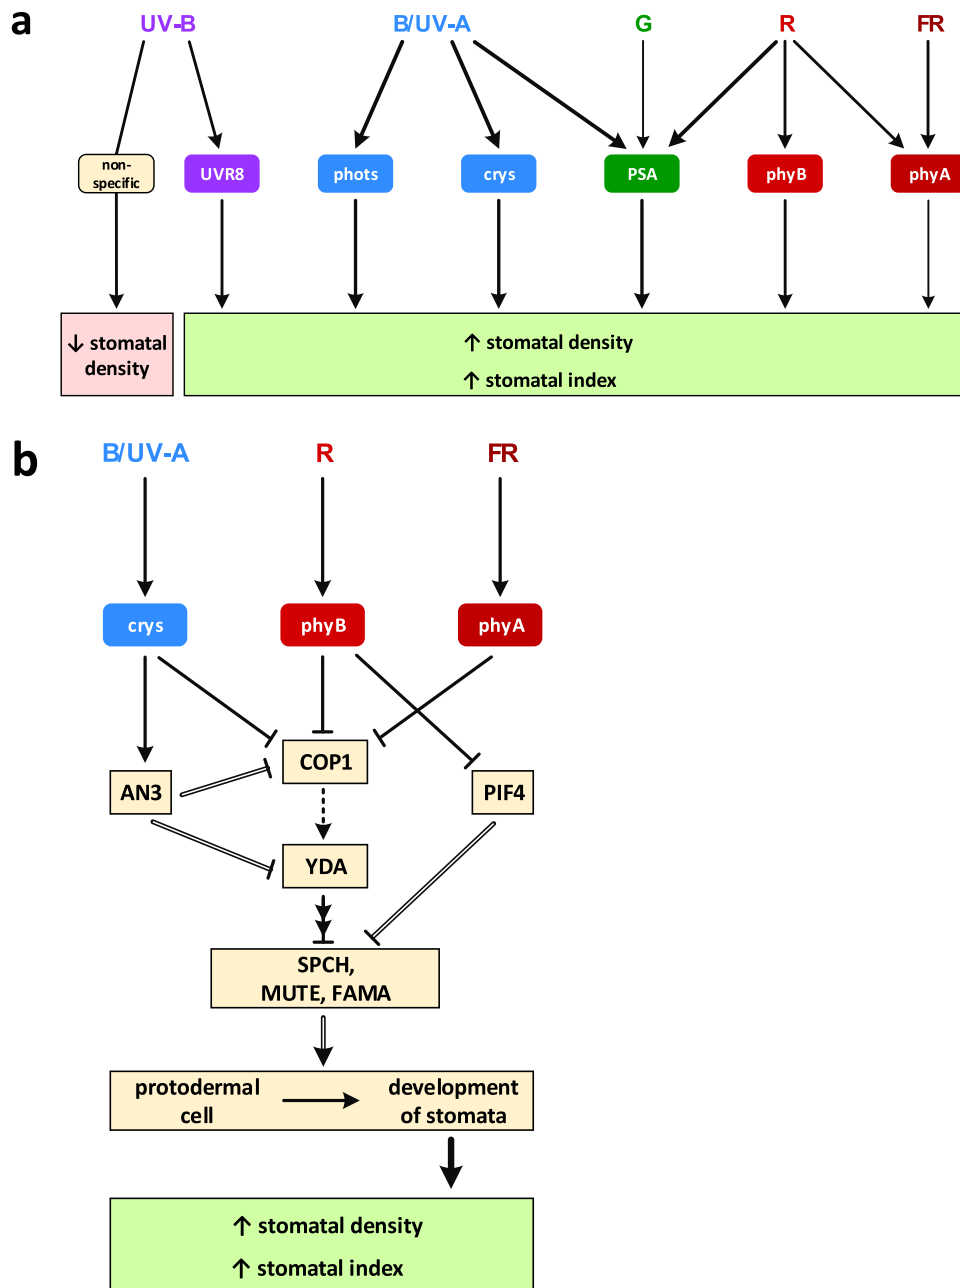 a
UV-B B/UV-A G R FR
non-
specific
UVR8 phots crys PSA phyB phyA
↓ stomatal
density
↑ stomatal density
↑ stomatal index
b
B/UV-A R FR
crys phyB phyA
COP1
AN3 PIF4
YDA
SPCH,
MUTE, FAMA
protodermal
cell
development
of stomata
↑ stomatal density
↑ stomatal index